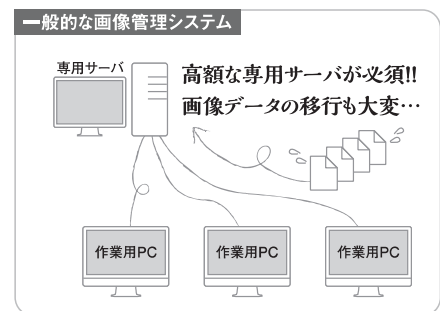 一般的な画像管理システム
専用サーバ
高額な専用サーバが必須!!
画像データの移行も大変…
作業用PC
作業用PC
作業用PC